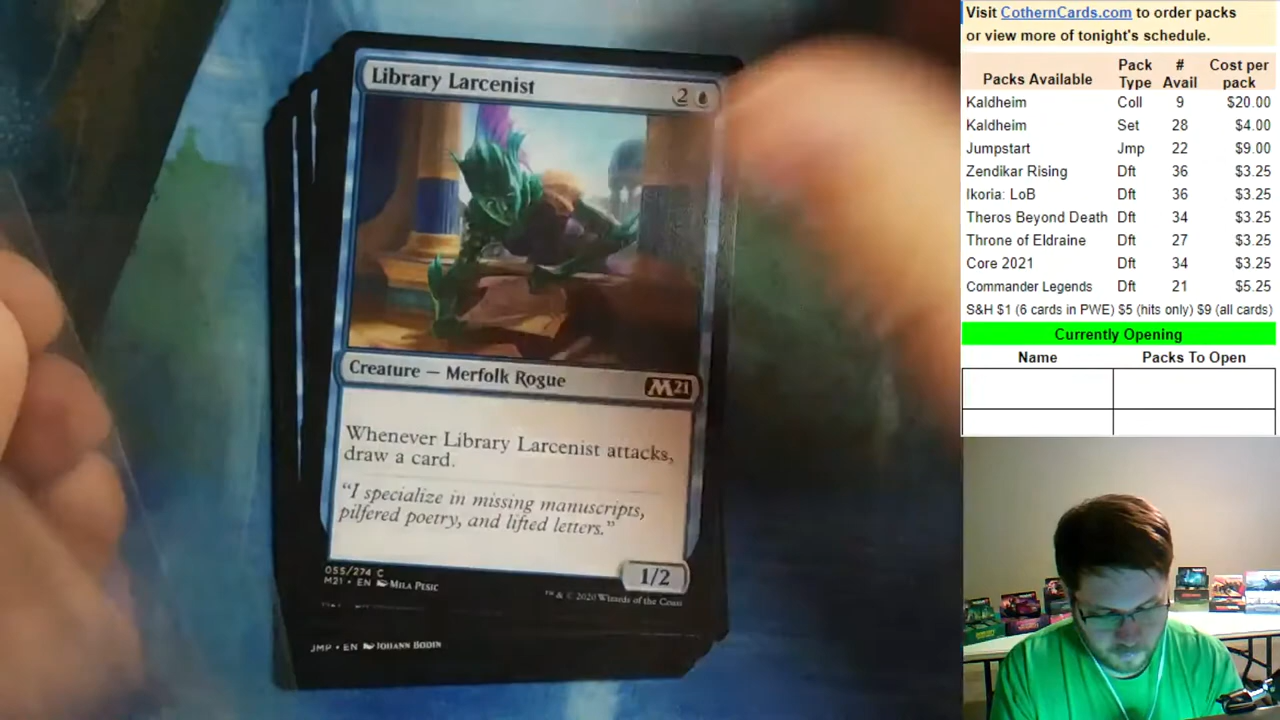 Library Larcenist
2
Creature — Merfolk Rogue
M21
Whenever Library Larcenist attacks,
draw a card.
“I specialize in missing manuscripts,
pilfered poetry, and lifted letters.”
1/2
055/274 C
M21 • EN Mila Pesic
™ & © 2020 Wizards of the Coast
JMP • EN Johann Bodin
Visit CothernCards.com to order packs
or view more of tonight's schedule.
Packs Available Pack Type # Avail Cost per pack
Kaldheim Coll 9 $20.00
Kaldheim Set 28 $4.00
Jumpstart Jmp 22 $9.00
Zendikar Rising Dft 36 $3.25
Ikoria: LoB Dft 36 $3.25
Theros Beyond Death Dft 34 $3.25
Throne of Eldraine Dft 27 $3.25
Core 2021 Dft 34 $3.25
Commander Legends Dft 21 $5.25
S&H $1 (6 cards in PWE) $5 (hits only) $9 (all cards)
Currently Opening
Name Packs To Open